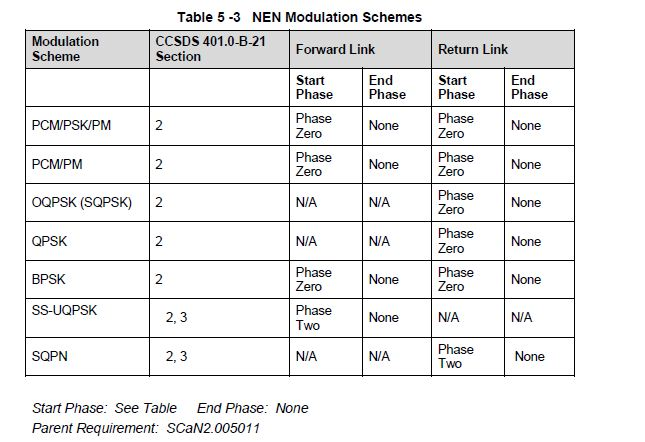 Table 5 -3 NEN Modulation Schemes
Modulation Scheme | CCSDS 401.0-B-21 Section | Forward Link | Return Link
Start Phase | End Phase | Start Phase | End Phase
PCM/PSK/PM | 2 | Phase Zero | None | Phase Zero | None
PCM/PM | 2 | Phase Zero | None | Phase Zero | None
OQPSK (SQPSK) | 2 | N/A | N/A | Phase Zero | None
QPSK | 2 | N/A | N/A | Phase Zero | None
BPSK | 2 | Phase Zero | None | Phase Zero | None
SS-UQPSK | 2, 3 | Phase Two | None | N/A | N/A
SQPN | 2, 3 | N/A | N/A | Phase Two | None
Start Phase: See Table End Phase: None
Parent Requirement: SCaN2.005011